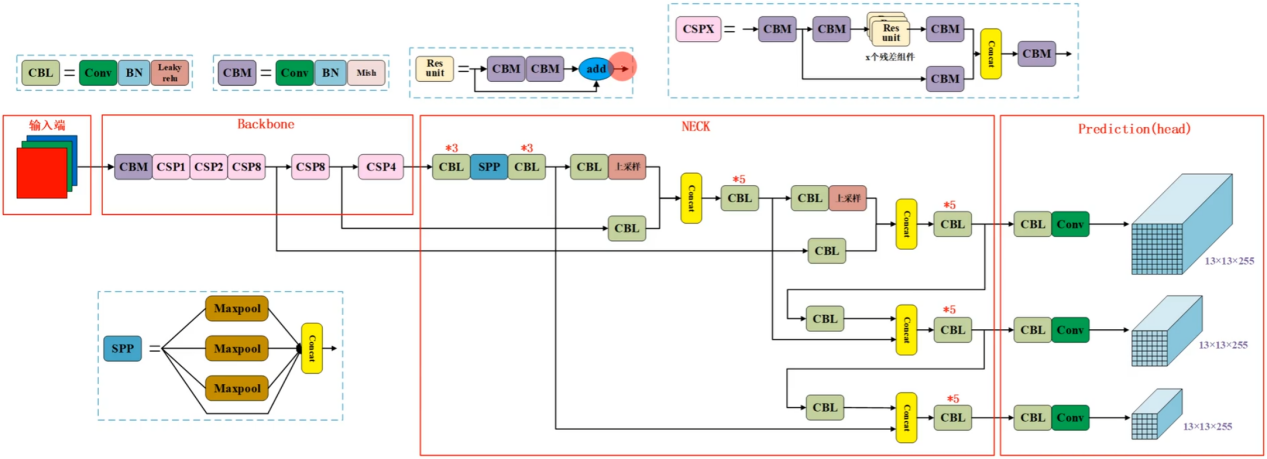 CSPX = CBM CBM Res unit CBM Concat CBM
x个残差组件
CBM
CBL = Conv BN Leaky relu
CBM = Conv BN Mish
Res unit = CBM CBM add
输入端
Backbone
NECK
Prediction(head)
*3 *3
CBM CSP1 CSP2 CSP8 CSP8 CSP4 CBL SPP CBL CBL 上采样
*5
Concat CBL CBL 上采样
*5
CBL Concat CBL CBL Conv
CBL
13×13×255
*5
CBL Concat CBL CBL Conv
13×13×255
SPP = Maxpool Maxpool Maxpool Concat
*5
CBL Concat CBL CBL Conv
13×13×255